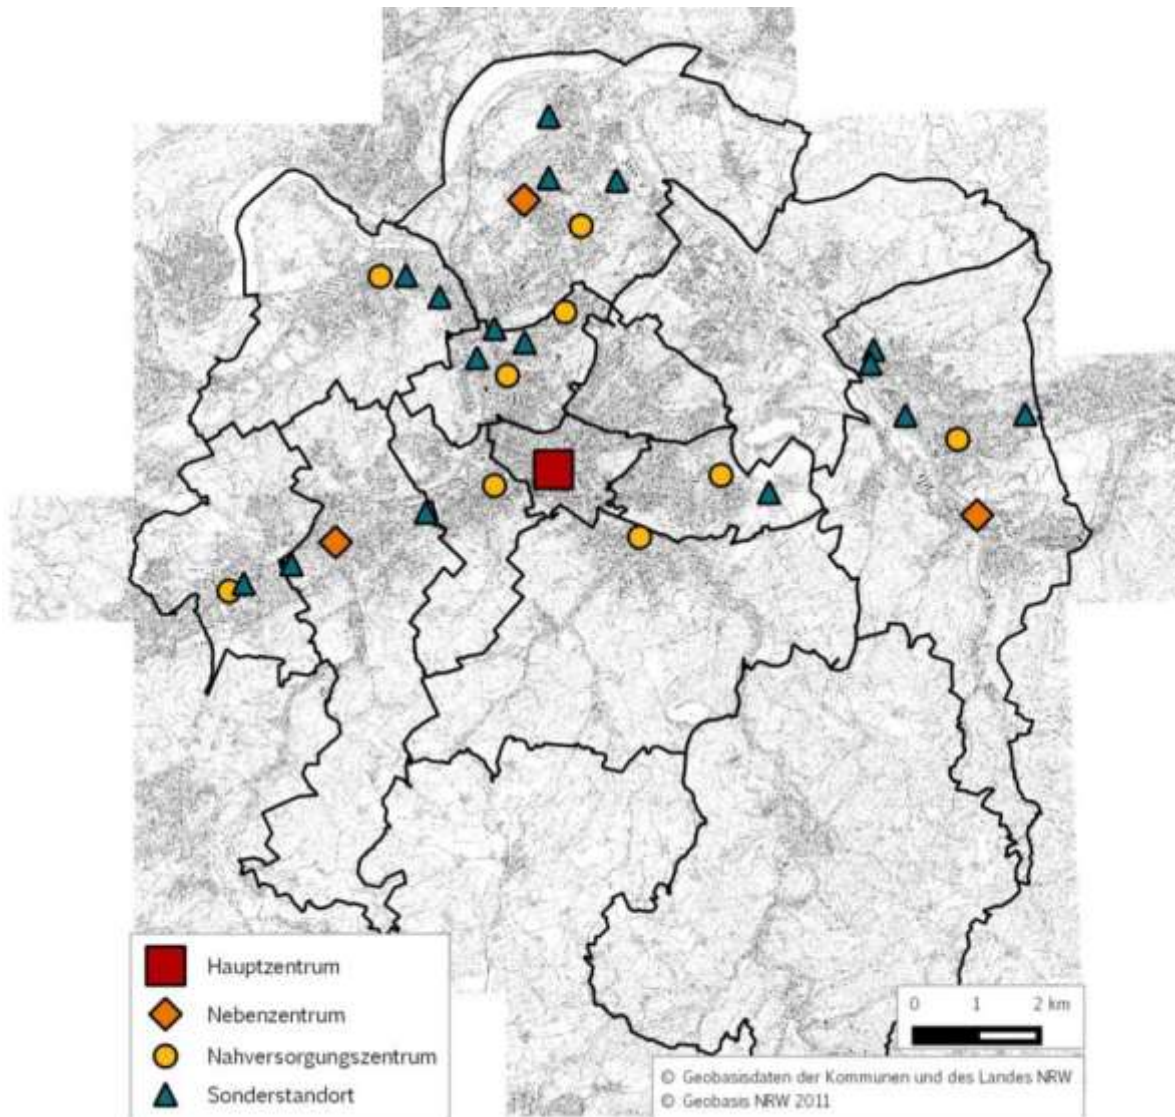 Hauptzentrum
Nebenzentrum
Nahversorgungszentrum
Sonderstandort
0 1 2 km
© Geobasisdaten der Kommunen und des Landes NRW
© Geobasis NRW 2011